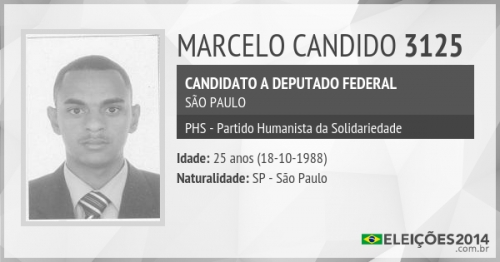 MARCELO CANDIDO 3125
CANDIDATO A DEPUTADO FEDERAL
SÃO PAULO
PHS - Partido Humanista da Solidariedade
Idade: 25 anos (18-10-1988)
Naturalidade: SP - São Paulo
ELEIÇÕES2014
.com.br